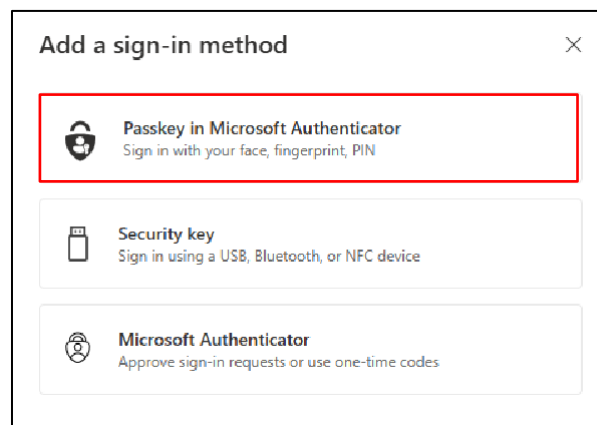 Add a sign-in method
Passkey in Microsoft Authenticator
Sign in with your face, fingerprint, PIN
Security key
Sign in using a USB, Bluetooth, or NFC device
Microsoft Authenticator
Approve sign-in requests or use one-time codes